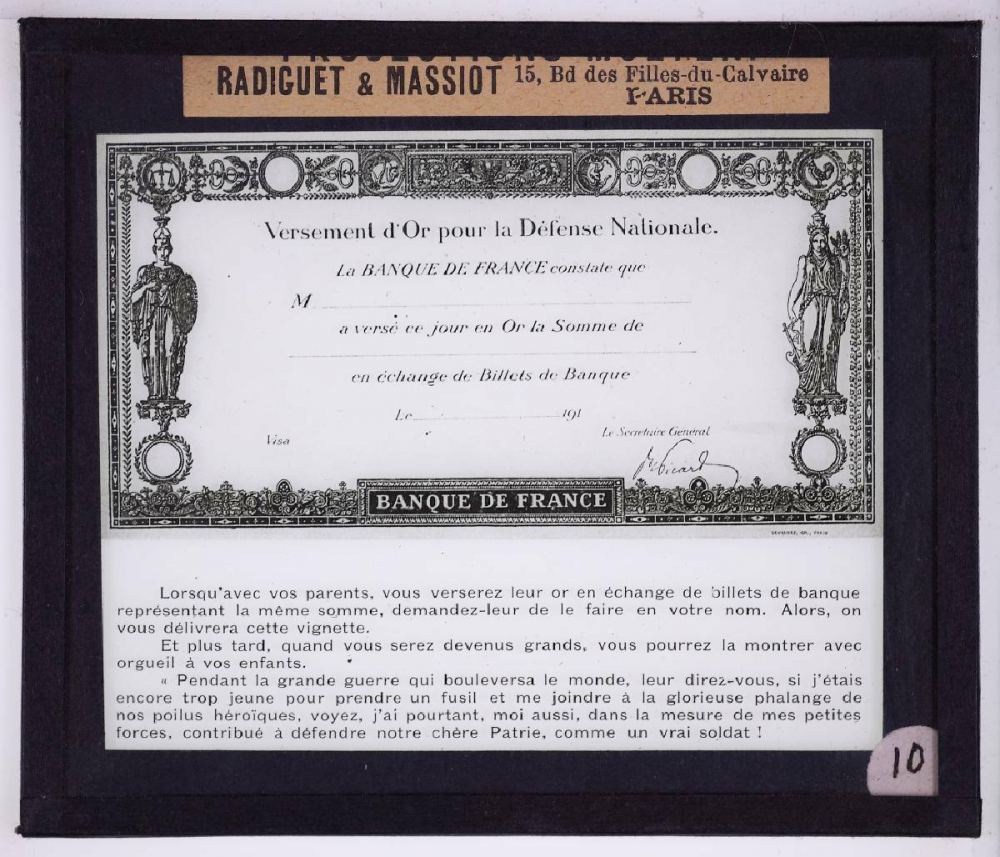 RADIGUET & MASSIOT 15, Bd des Filles-du-Calvaire
PARIS
Versement d'Or pour la Défense Nationale.
La BANQUE DE FRANCE constate que
M
a versé ce jour en Or la Somme de
en échange de Billets de Banque
Le 191
Visa
Le Secrétaire Général
BANQUE DE FRANCE
Lorsqu'avec vos parents, vous verserez leur or en échange de billets de banque
représentant la même somme, demandez-leur de le faire en votre nom. Alors, on
vous délivrera cette vignette.
Et plus tard, quand vous serez devenus grands, vous pourrez la montrer avec
orgueil à vos enfants.
« Pendant la grande guerre qui bouleversa le monde, leur direz-vous, si j'étais
encore trop jeune pour prendre un fusil et me joindre à la glorieuse phalange de
nos poilus héroïques, voyez, j'ai pourtant, moi aussi, dans la mesure de mes petites
forces, contribué à défendre notre chère Patrie, comme un vrai soldat !
10